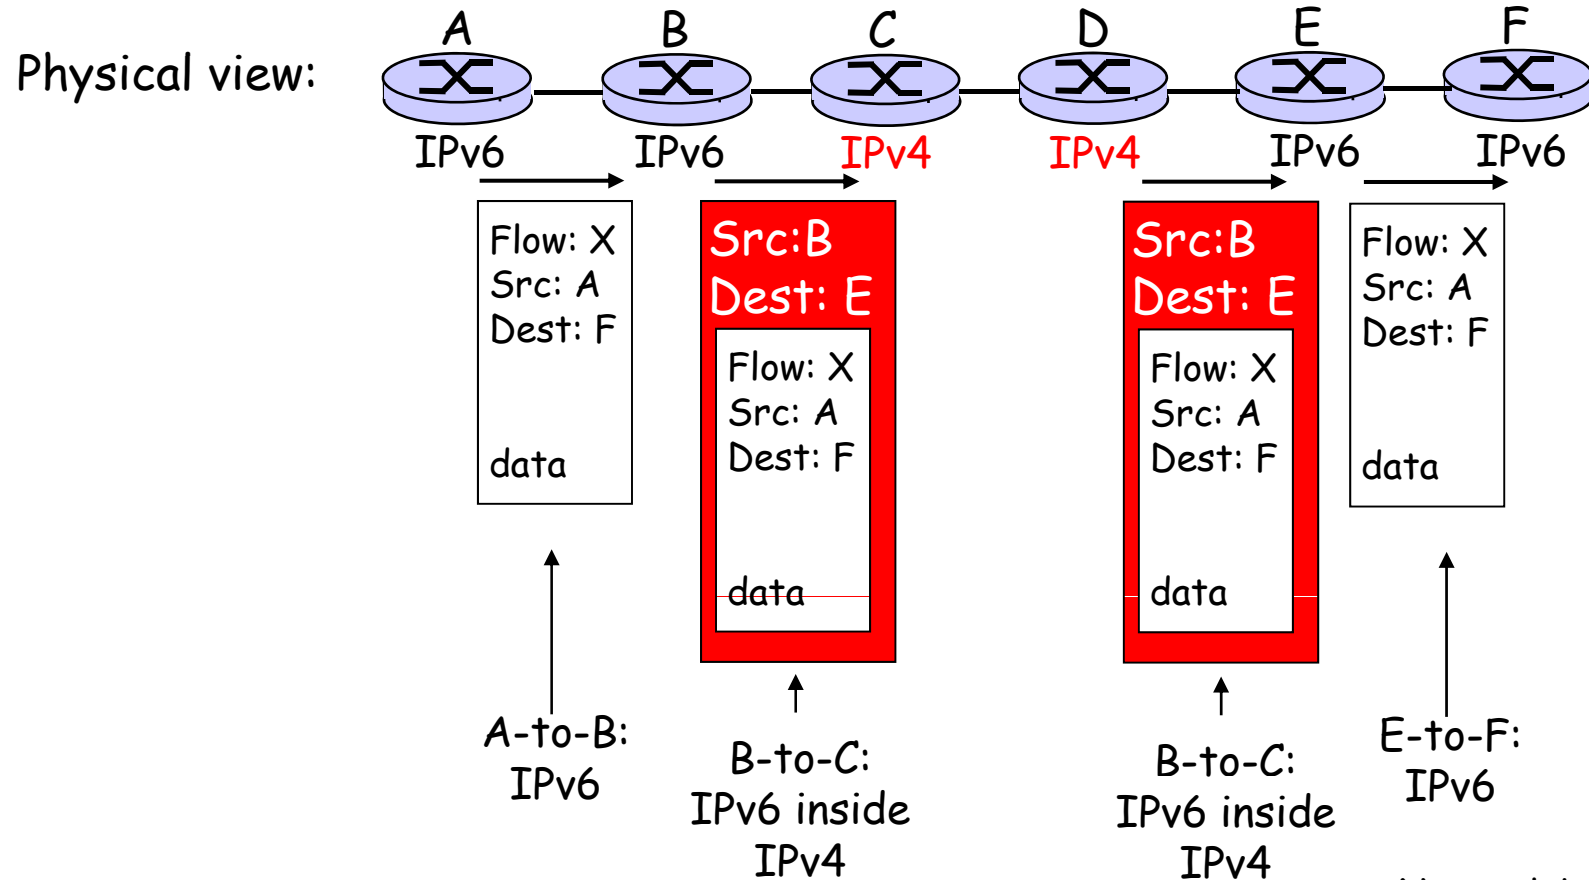 A B C D E F
Physical view:
IPv6 IPv6 IPv4 IPv4 IPv6 IPv6
Flow: X
Src: A
Dest: F
data
Src:B
Dest: E
Flow: X
Src: A
Dest: F
data
Src:B
Dest: E
Flow: X
Src: A
Dest: F
data
Flow: X
Src: A
Dest: F
data
A-to-B:
IPv6
B-to-C:
IPv6 inside
IPv4
B-to-C:
IPv6 inside
IPv4
E-to-F:
IPv6